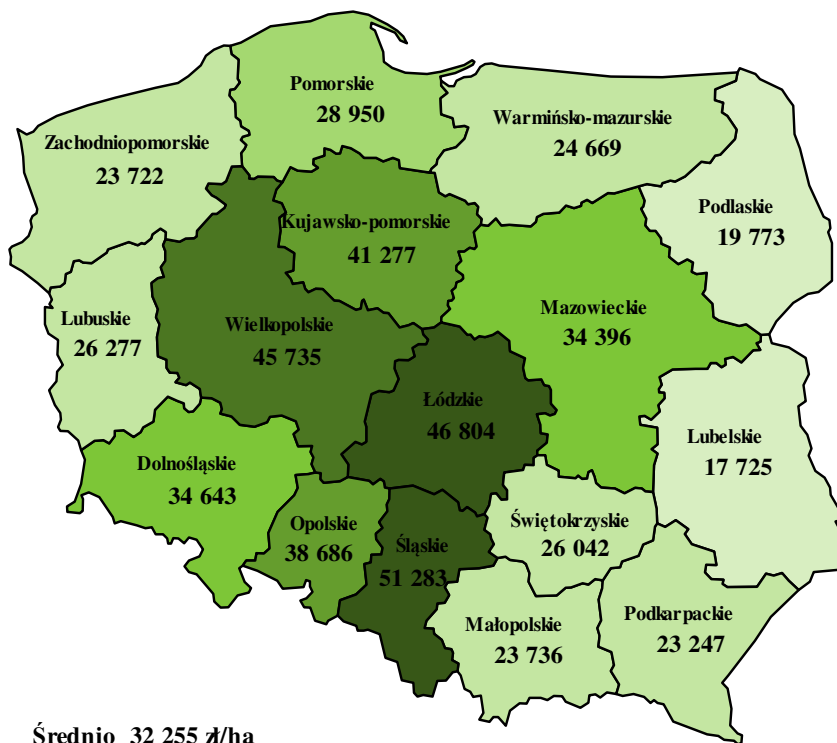 Pomorskie
28 950
Warmińsko-mazurskie
24 669
Zachodniopomorskie
23 722
Podlaskie
19 773
Kujawsko-pomorskie
41 277
Mazowieckie
34 396
Lubuskie
26 277
Wielkopolskie
45 735
Łódzkie
46 804
Lubelskie
17 725
Dolnośląskie
34 643
Opolskie
38 686
Śląskie
51 283
Świętokrzyskie
26 042
Małopolskie
23 736
Podkarpackie
23 247
Średnio 32 255 zł/ha